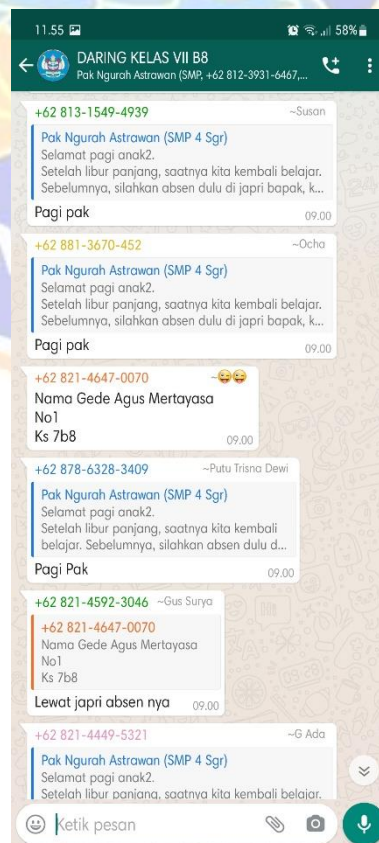 11.55 58%
DARING KELAS VII B8
Pak Ngurah Astrawan (SMP, +62 812-3931-6467,...
+62 813-1549-4939 ~Susan
Pak Ngurah Astrawan (SMP 4 Sgr)
Selamat pagi anak2.
Setelah libur panjang, saatnya kita kembali belajar.
Sebelumnya, silahkan absen dulu di japri bapak, k...
Pagi pak 09.00
+62 881-3670-452 ~Ocha
Pak Ngurah Astrawan (SMP 4 Sgr)
Selamat pagi anak2.
Setelah libur panjang, saatnya kita kembali belajar.
Sebelumnya, silahkan absen dulu di japri bapak, k...
Pagi pak 09.00
+62 821-4647-0070 ~😄😜
Nama Gede Agus Mertayasa
No1
Ks 7b8 09.00
+62 878-6328-3409 ~Putu Trisna Dewi
Pak Ngurah Astrawan (SMP 4 Sgr)
Selamat pagi anak2.
Setelah libur panjang, saatnya kita kembali
belajar. Sebelumnya, silahkan absen dulu d...
Pagi Pak 09.00
+62 821-4592-3046 ~Gus Surya
+62 821-4647-0070
Nama Gede Agus Mertayasa
No1
Ks 7b8
Lewat japri absen nya 09.00
+62 821-4449-5321 ~G Ada
Pak Ngurah Astrawan (SMP 4 Sgr)
Selamat pagi anak2.
Setelah libur panjang, saatnya kita kembali belajar.
Ketik pesan